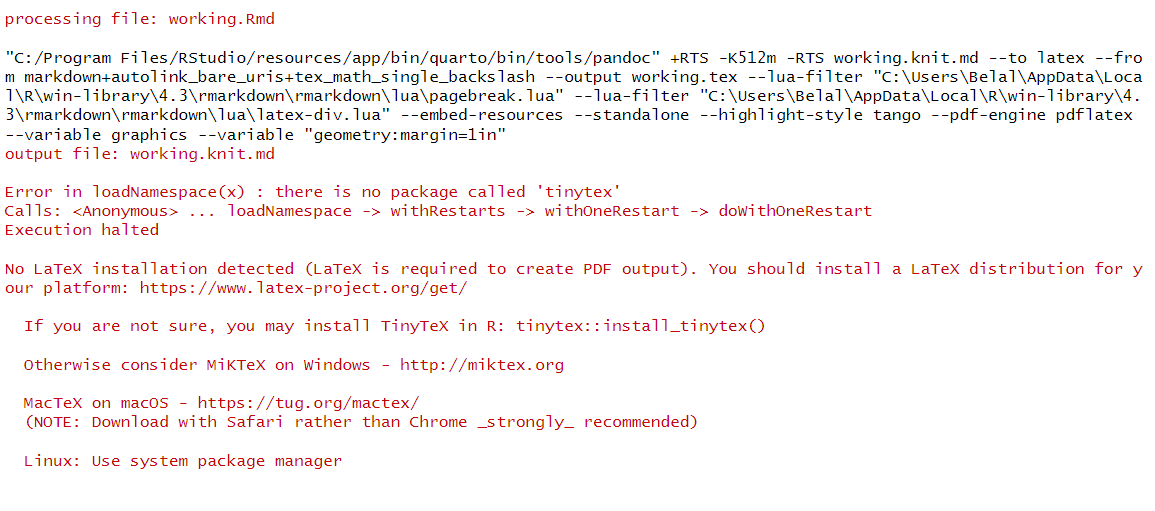 processing file: working.Rmd
"C:/Program Files/RStudio/resources/app/bin/quarto/bin/tools/pandoc" +RTS -K512m -RTS working.knit.md --to latex --fro
m markdown+autolink_bare_uris+tex_math_single_backslash --output working.tex --lua-filter "C:\Users\Belal\AppData\Loca
l\R\win-library\4.3\rmarkdown\rmarkdown\lua\pagebreak.lua" --lua-filter "C:\Users\Belal\AppData\Local\R\win-library\4.
3\rmarkdown\rmarkdown\lua\latex-div.lua" --embed-resources --standalone --highlight-style tango --pdf-engine pdflatex
--variable graphics --variable "geometry:margin=1in"
output file: working.knit.md
Error in loadNamespace(x) : there is no package called 'tinytex'
Calls: <Anonymous> ... loadNamespace -> withRestarts -> withOneRestart -> doWithOneRestart
Execution halted
No LaTeX installation detected (LaTeX is required to create PDF output). You should install a LaTeX distribution for y
our platform: https://www.latex-project.org/get/
If you are not sure, you may install TinyTeX in R: tinytex::install_tinytex()
Otherwise consider MiKTeX on Windows - http://miktex.org
MacTeX on macOS - https://tug.org/mactex/
(NOTE: Download with Safari rather than Chrome _strongly_ recommended)
Linux: Use system package manager